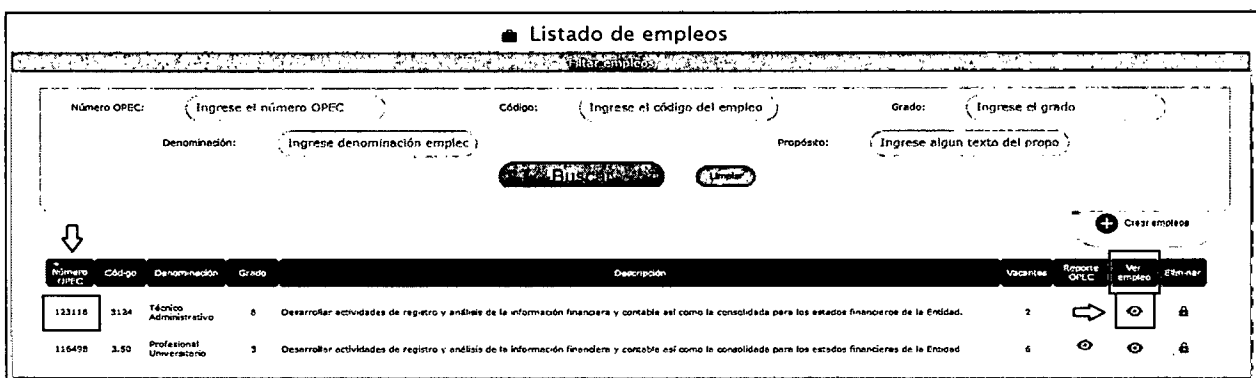 Listado de empleos
Filtrar empleos
Número OPEC: Ingrese el número OPEC Código: Ingrese el código del empleo Grado: Ingrese el grado
Denominación: Ingrese denominación emplec Propósito: Ingrese algun texto del propo
Buscar Limpiar
Crear empleos
Número OPEC Código Denominación Grado Descripción Vacantes Reporte OPEC Ver empleo Eliminar
123118 3124 Técnico Administrativo 8 Desarrollar actividades de registro y análisis de la información financiera y contable así como la consolidada para los estados financieros de la Entidad. 2
116498 3.50 Profesional Universitario 3 Desarrollar actividades de registro y análisis de la información financiera y contable así como la consolidada para los estados financieros de la Entidad 6